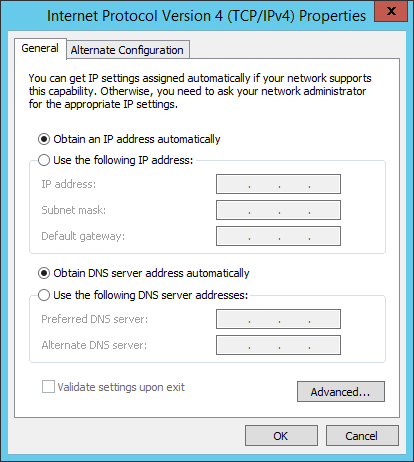 Internet Protocol Version 4 (TCP/IPv4) Properties
General
Alternate Configuration
You can get IP settings assigned automatically if your network supports
this capability. Otherwise, you need to ask your network administrator
for the appropriate IP settings.
Obtain an IP address automatically
Use the following IP address:
IP address:
Subnet mask:
Default gateway:
Obtain DNS server address automatically
Use the following DNS server addresses:
Preferred DNS server:
Alternate DNS server:
Validate settings upon exit
Advanced...
OK
Cancel